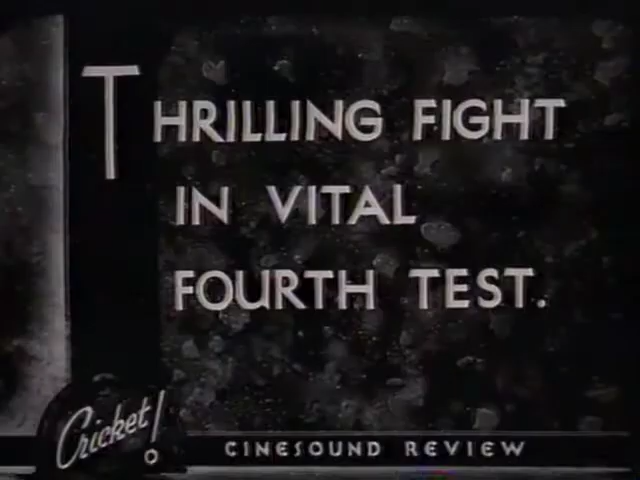 THRILLING FIGHT
IN VITAL
FOURTH TEST.
Cricket!
CINESOUND REVIEW